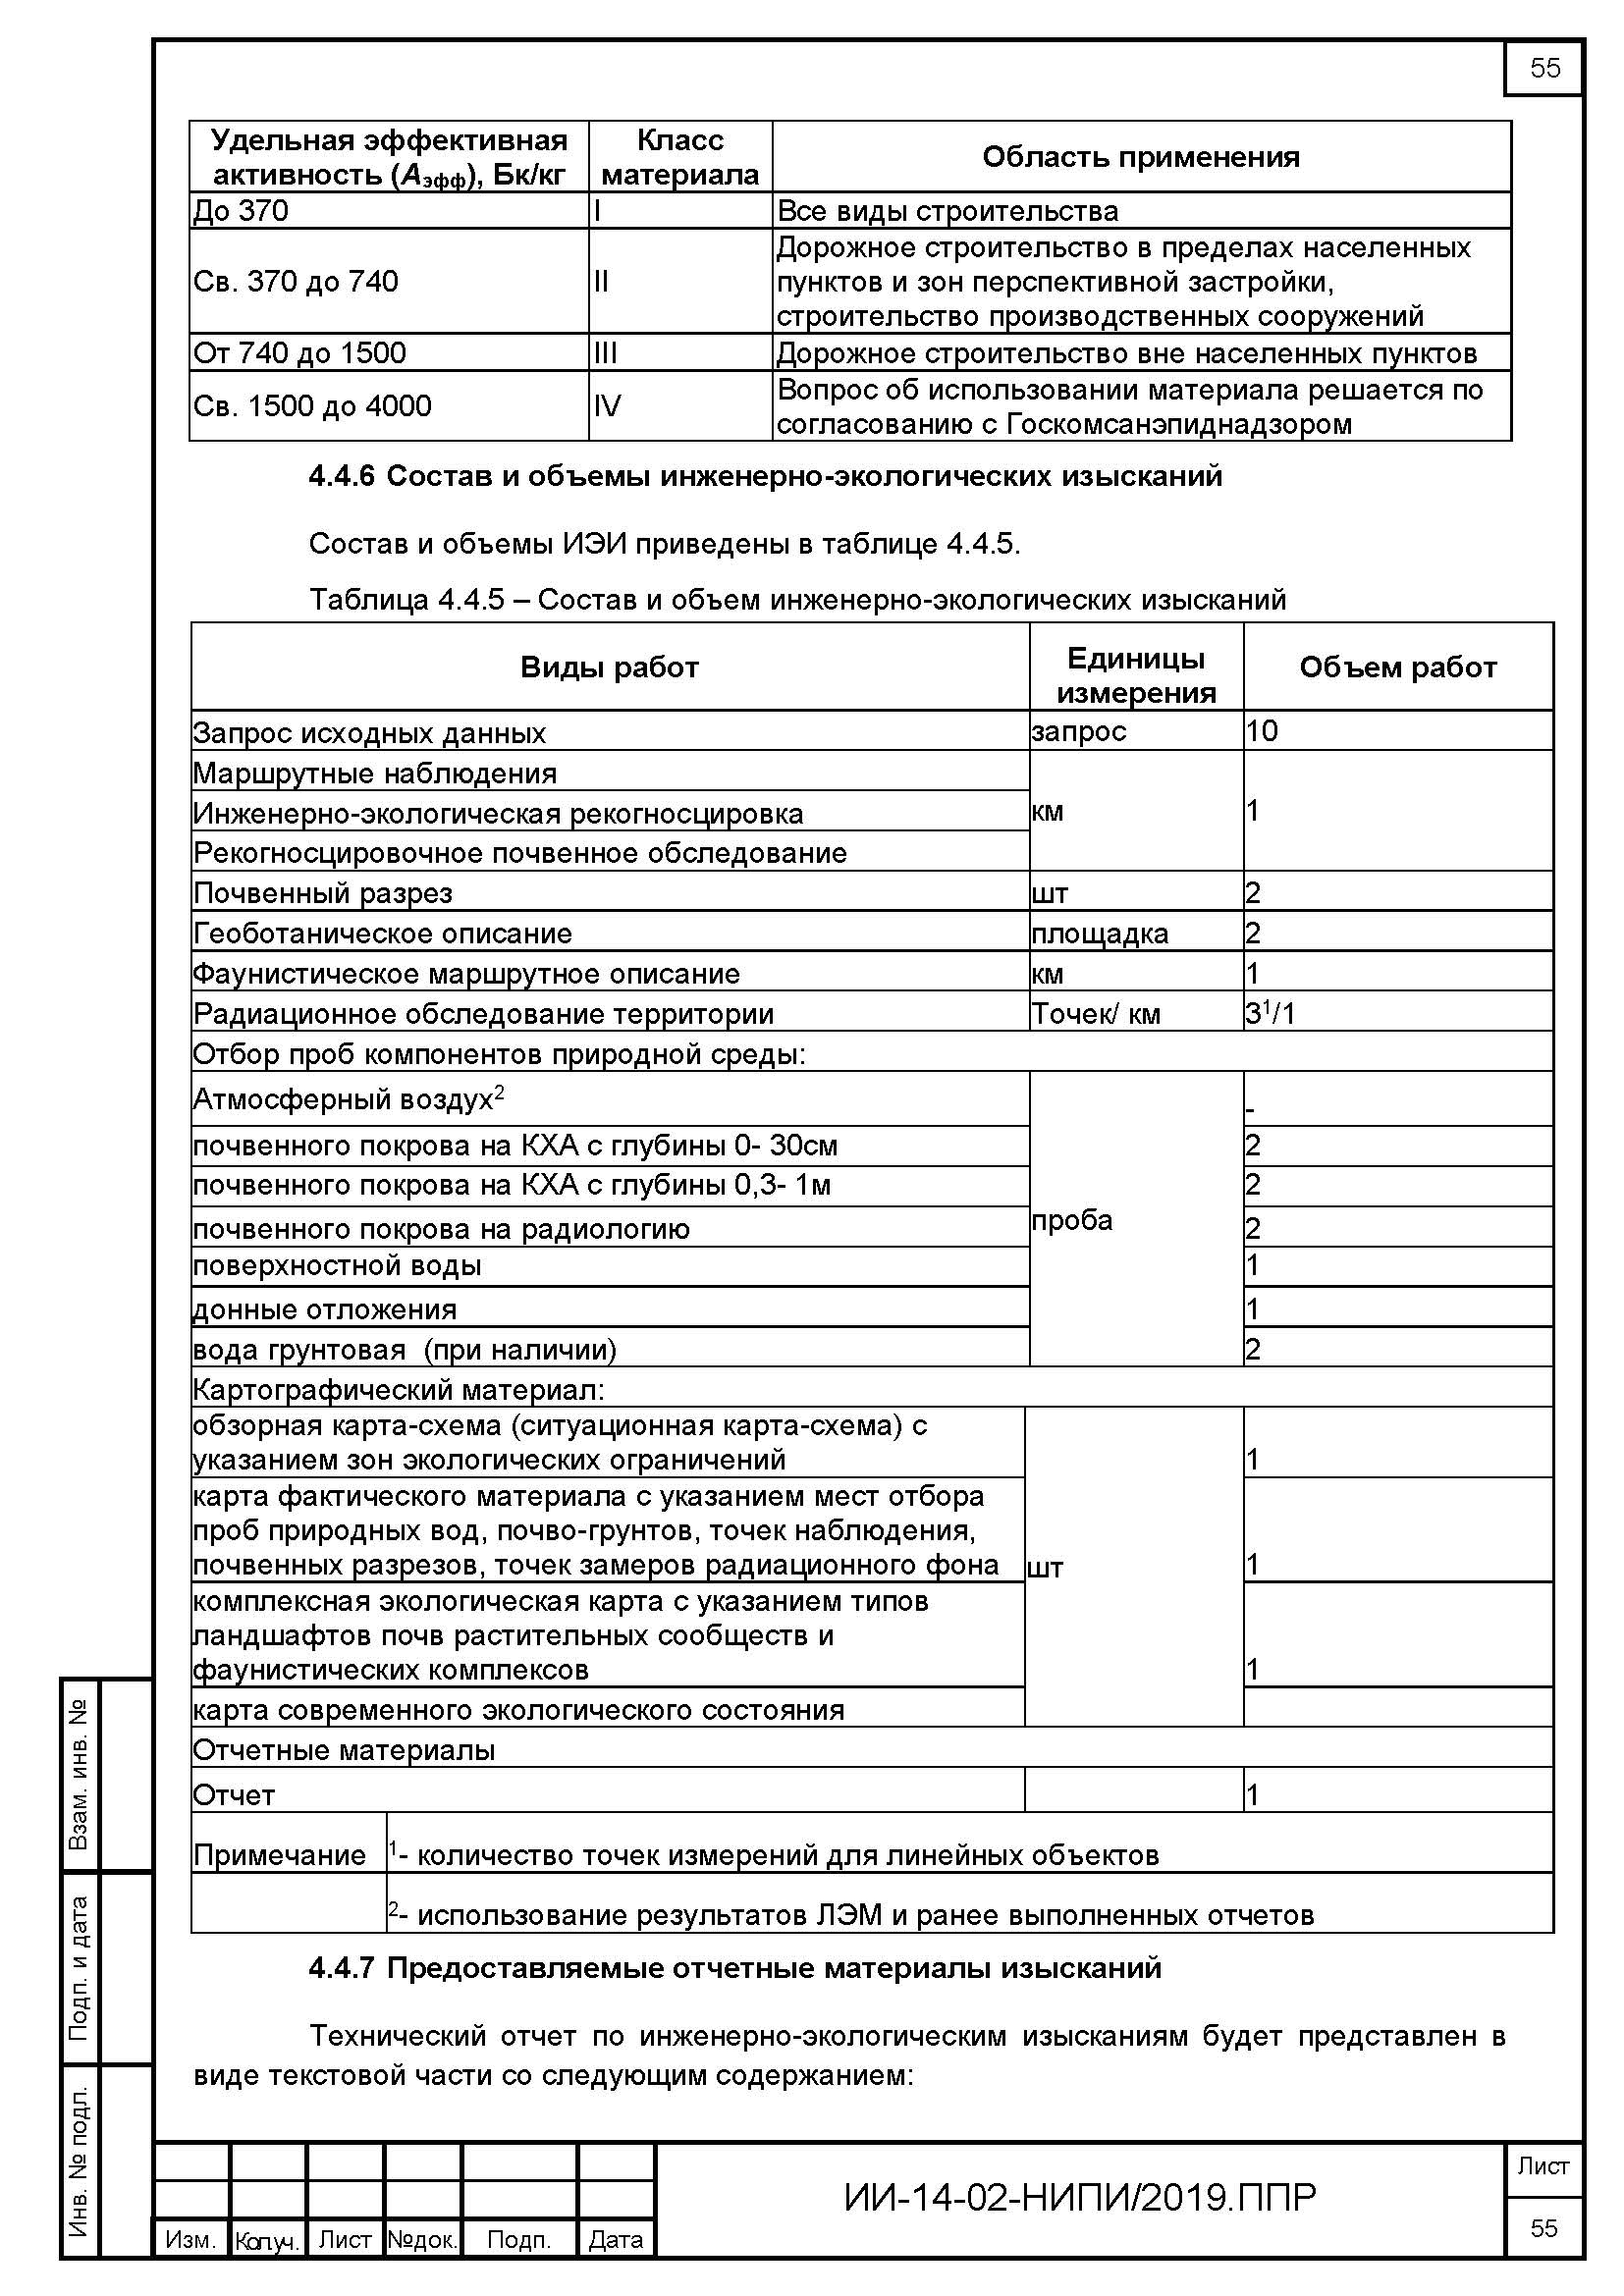 55
Удельная эффективная
активность (Aэфф), Бк/кг
Класс
материала
Область применения
До 370
I
Все виды строительства
Св. 370 до 740
II
Дорожное строительство в пределах населенных
пунктов и зон перспективной застройки,
строительство производственных сооружений
От 740 до 1500
III
Дорожное строительство вне населенных пунктов
Св. 1500 до 4000
IV
Вопрос об использовании материала решается по
согласованию с Госкомсанэпиднадзором
4.4.6 Состав и объемы инженерно-экологических изысканий
Состав и объемы ИЭИ приведены в таблице 4.4.5.
Таблица 4.4.5 – Состав и объем инженерно-экологических изысканий
Виды работ
Единицы
измерения
Объем работ
Запрос исходных данных
запрос
10
Маршрутные наблюдения
Инженерно-экологическая рекогносцировка
Рекогносцировочное почвенное обследование
км
1
Почвенный разрез
шт
2
Геоботаническое описание
площадка
2
Фаунистическое маршрутное описание
км
1
Радиационное обследование территории
Точек/ км
3¹/1
Отбор проб компонентов природной среды:
Атмосферный воздух²
-
почвенного покрова на КХА с глубины 0- 30см
2
почвенного покрова на КХА с глубины 0,3- 1м
2
проба
почвенного покрова на радиологию
2
поверхностной воды
1
донные отложения
1
вода грунтовая (при наличии)
2
Картографический материал:
обзорная карта-схема (ситуационная карта-схема) с
указанием зон экологических ограничений
1
карта фактического материала с указанием мест отбора
проб природных вод, почво-грунтов, точек наблюдения,
почвенных разрезов, точек замеров радиационного фона
шт
1
комплексная экологическая карта с указанием типов
ландшафтов почв растительных сообществ и
фаунистических комплексов
1
карта современного экологического состояния
Отчетные материалы
Отчет
1
Примечание
¹- количество точек измерений для линейных объектов
²- использование результатов ЛЭМ и ранее выполненных отчетов
4.4.7 Предоставляемые отчетные материалы изысканий
Технический отчет по инженерно-экологическим изысканиям будет представлен в
виде текстовой части со следующим содержанием:
Взам. инв. №
Подп. и дата
Инв. № подл.
Изм.
Кол.уч.
Лист
№док.
Подп.
Дата
ИИ-14-02-НИПИ/2019.ППР
Лист
55